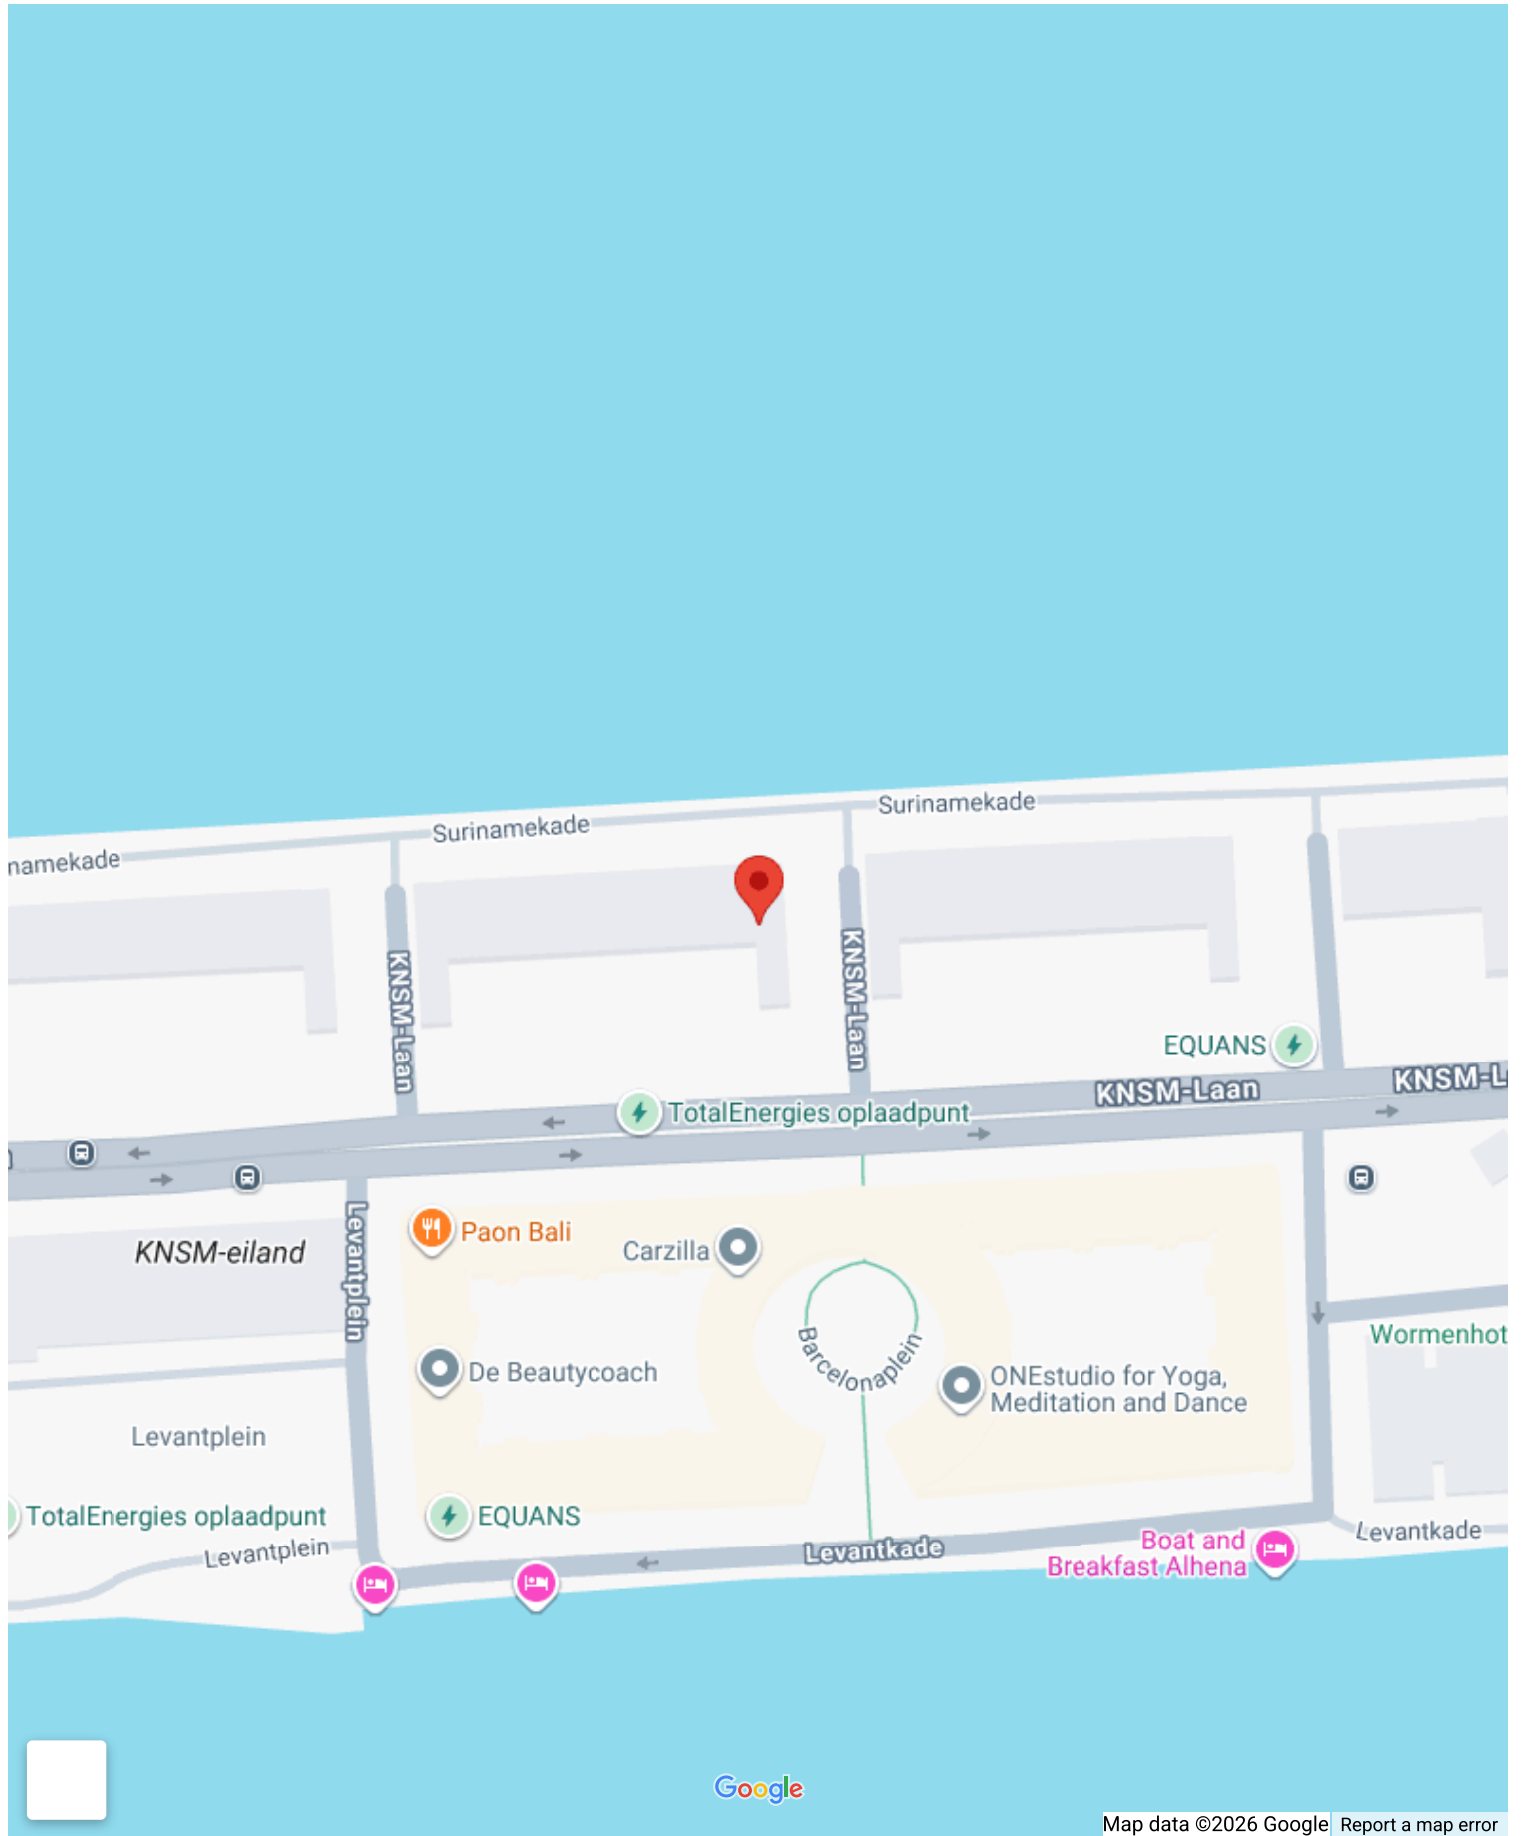 Surinamekade
Surinamekade
namekade
KNSM-Laan
KNSM-Laan
EQUANS
KNSM-Laan
KNSM-L
TotalEnergies oplaadpunt
Levantplein
Paon Bali
Carzilla
KNSM-eiland
Barcelonaplein
Wormenhot
De Beautycoach
ONEstudio for Yoga,
Meditation and Dance
Levantplein
TotalEnergies oplaadpunt
EQUANS
Levantplein
Levantkade
Boat and
Breakfast Alhena
Levantkade
Google
Map data ©2026 Google
Report a map error